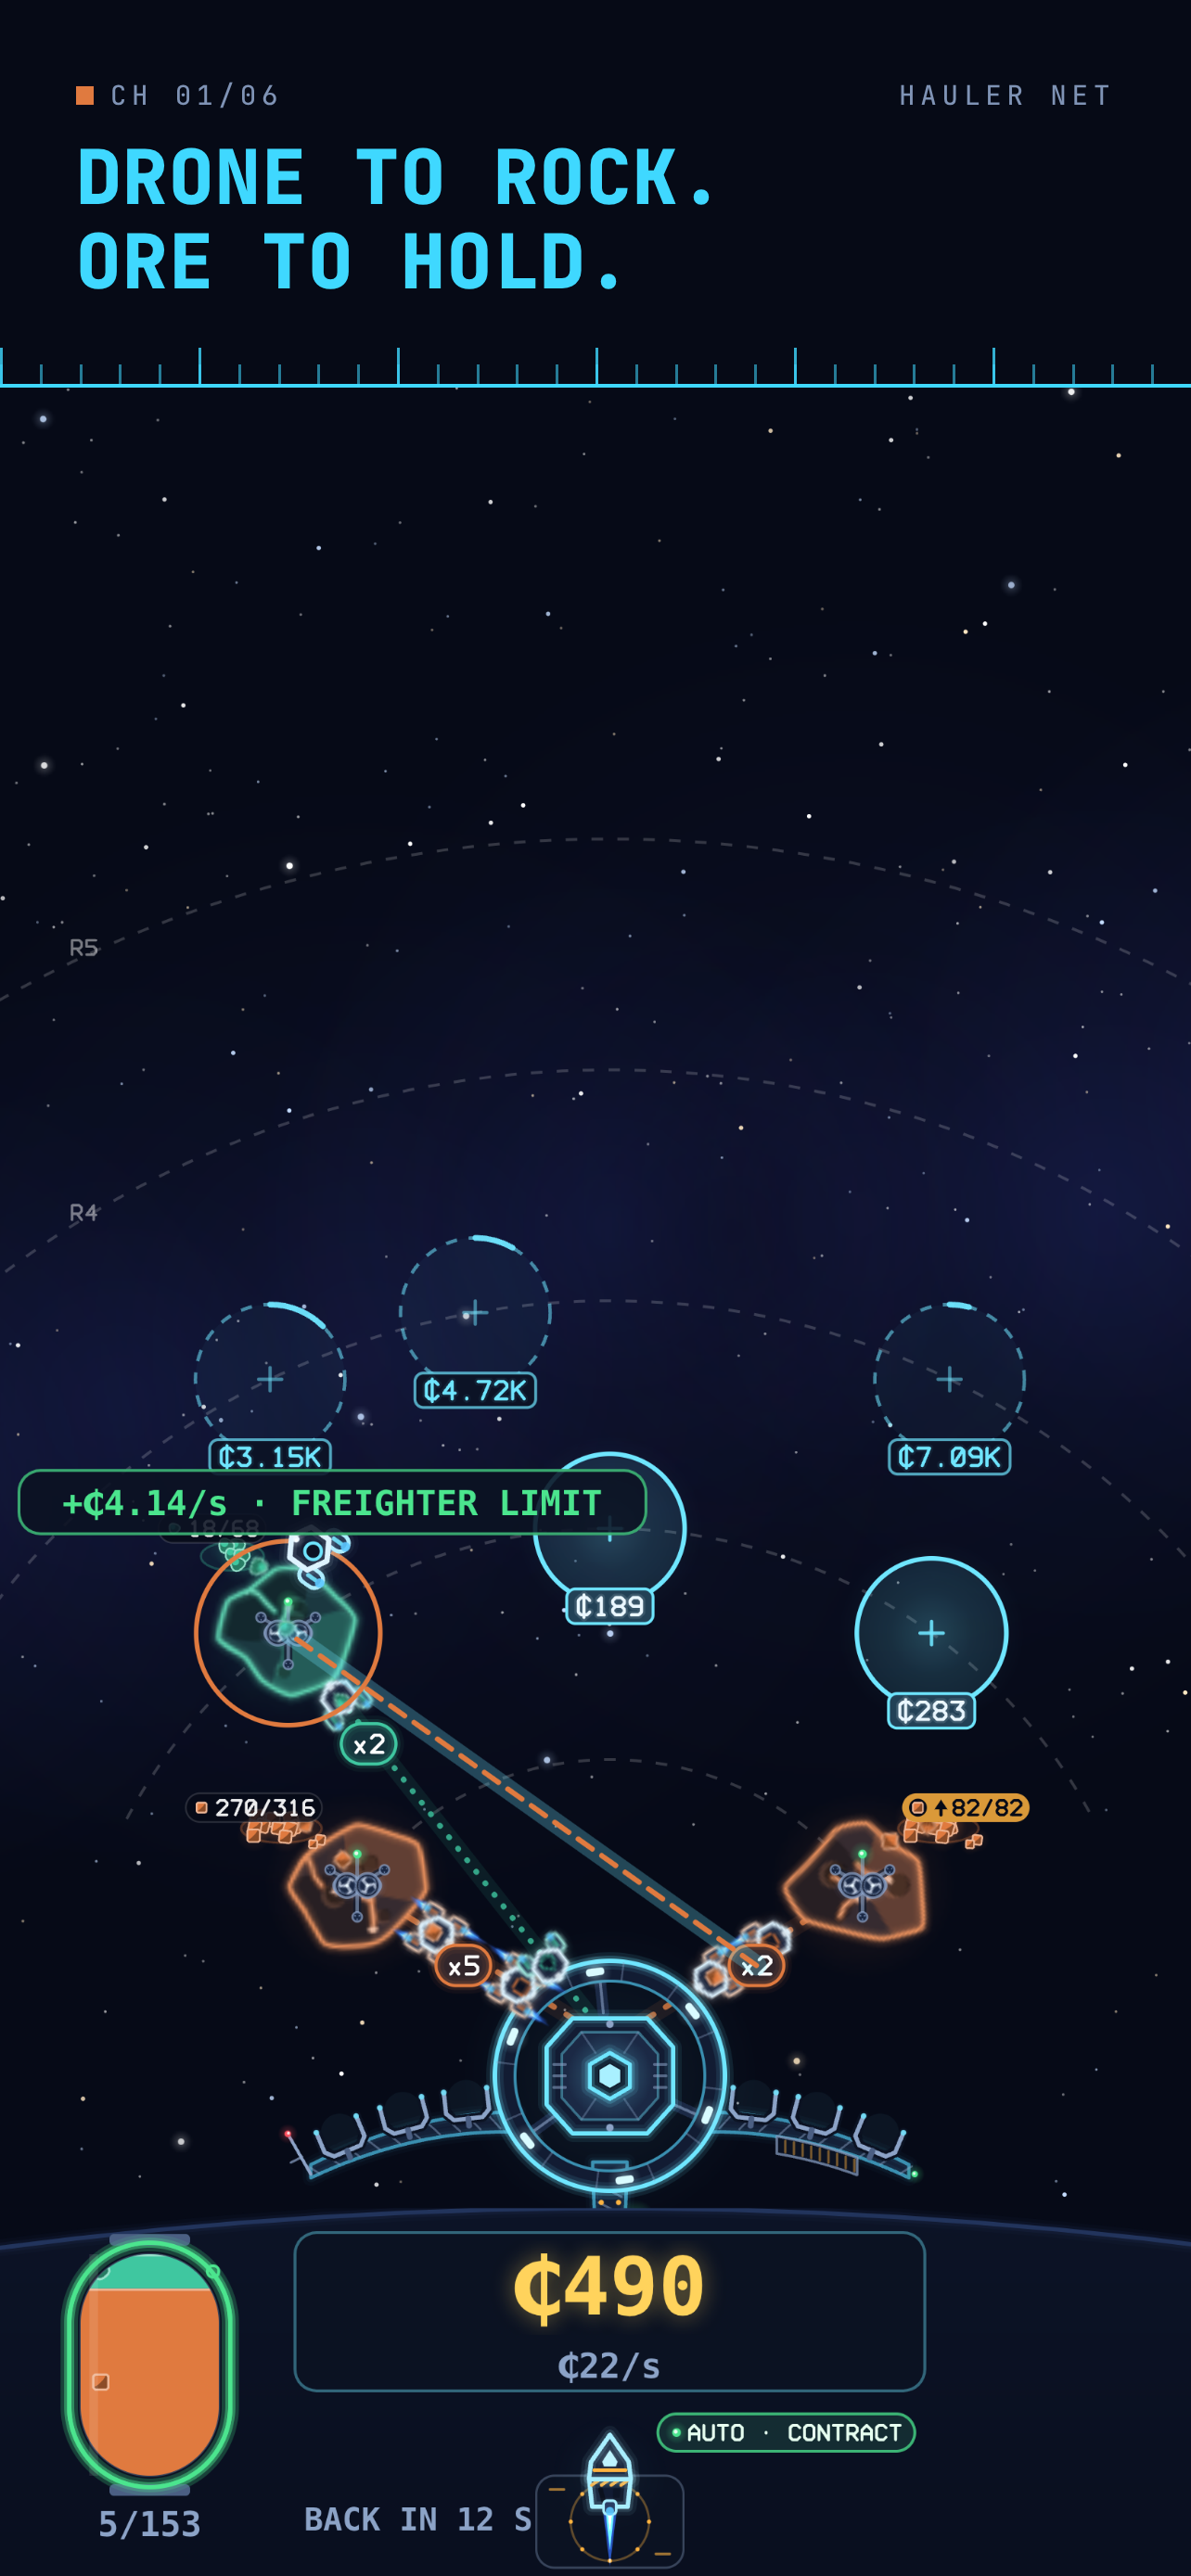 CH 01/06
HAULER NET
DRONE TO ROCK.
ORE TO HOLD.
R5
R4
₵4.72K
₵3.15K
₵7.09K
+₵4.14/s · FREIGHTER LIMIT
18/68
₵189
₵283
x2
270/316
82/82
x5
x2
₵490
₵22/s
AUTO · CONTRACT
5/153
BACK IN 12 S